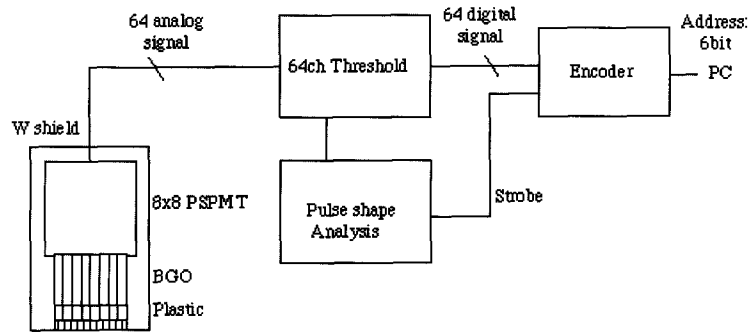 64 analog
signal
64ch Threshold
64 digital
signal
Encoder
Address:
6bit
PC
W shield
8x8 PSPMT
Pulse shape
Analysis
Strobe
BGO
Plastic